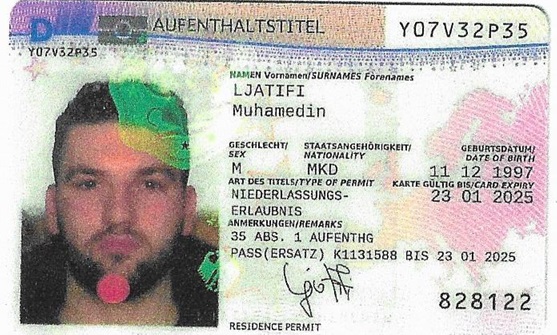 D
AUFENTHALTSTITEL
Y07V32P35
Y07V32P35
NAMEN Vornamen/SURNAMES Forenames
LJATIFI
Muhamedin
GESCHLECHT/ STAATSANGEHÖRIGKEIT/ GEBURTSDATUM/
SEX NATIONALITY DATE OF BIRTH
M MKD 11 12 1997
ART DES TITELS/TYPE OF PERMIT KARTE GÜLTIG BIS/CARD EXPIRY
NIEDERLASSUNGS- 23 01 2025
ERLAUBNIS
ANMERKUNGEN/REMARKS
35 ABS. 1 AUFENTHG
PASS(ERSATZ) K1131588 BIS 23 01 2025
828122
RESIDENCE PERMIT